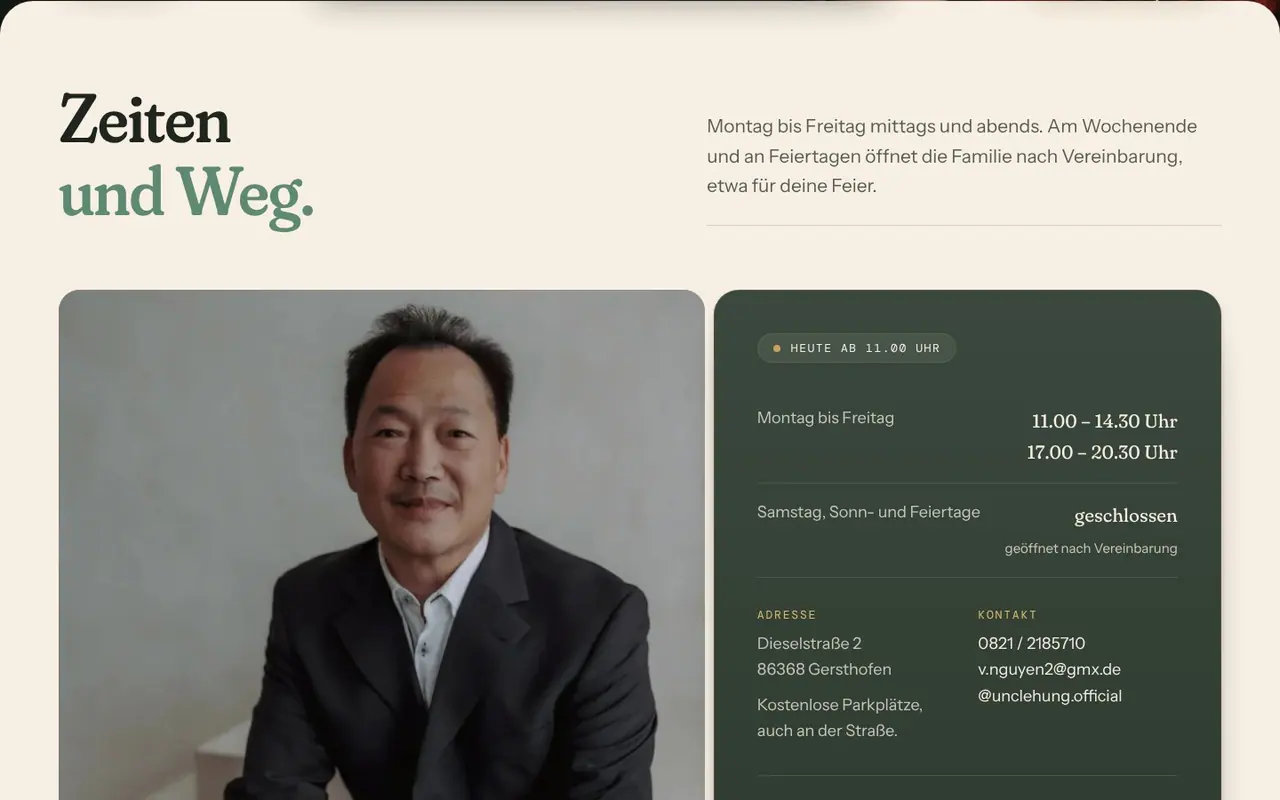 Zeiten
und Weg.
Montag bis Freitag mittags und abends. Am Wochenende
und an Feiertagen öffnet die Familie nach Vereinbarung,
etwa für deine Feier.
HEUTE AB 11.00 UHR
Montag bis Freitag
11.00 – 14.30 Uhr
17.00 – 20.30 Uhr
Samstag, Sonn- und Feiertage
geschlossen
geöffnet nach Vereinbarung
ADRESSE
Dieselstraße 2
86368 Gersthofen
Kostenlose Parkplätze,
auch an der Straße.
KONTAKT
0821 / 2185710
v.nguyen2@gmx.de
@unclehung.official